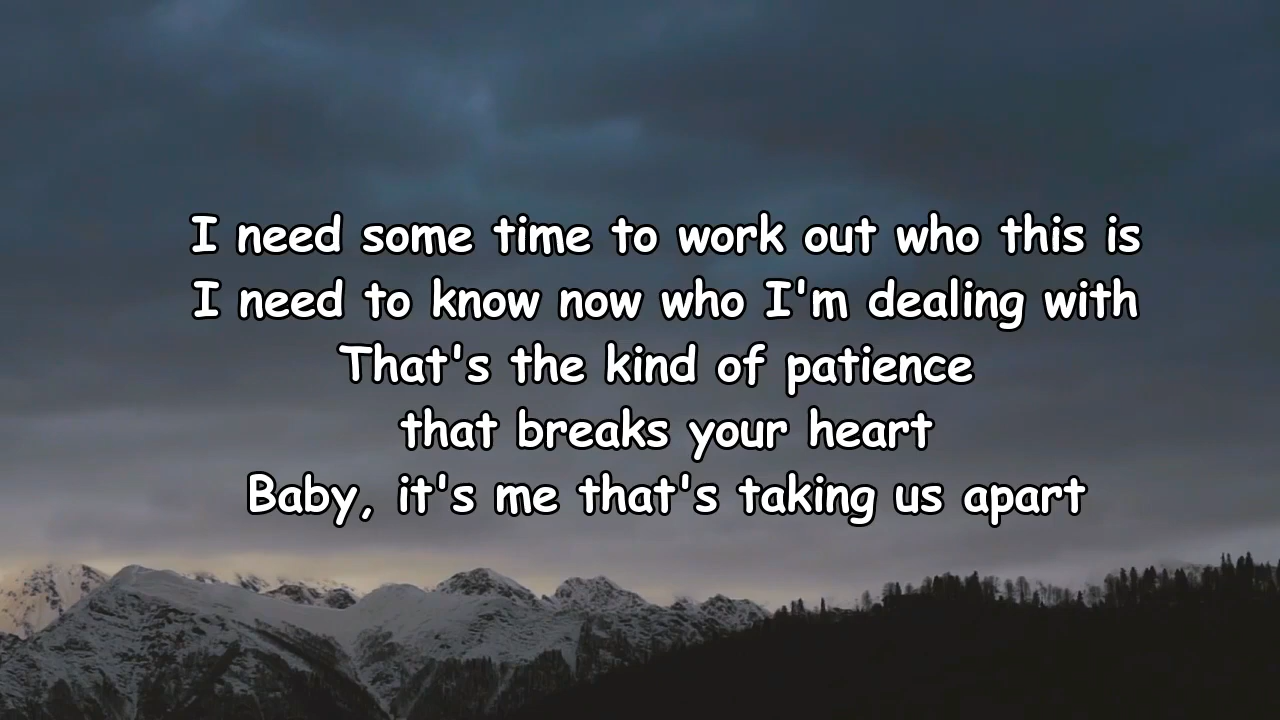 I need some time to work out who this is
I need to know now who I'm dealing with
That's the kind of patience
that breaks your heart
Baby, it's me that's taking us apart